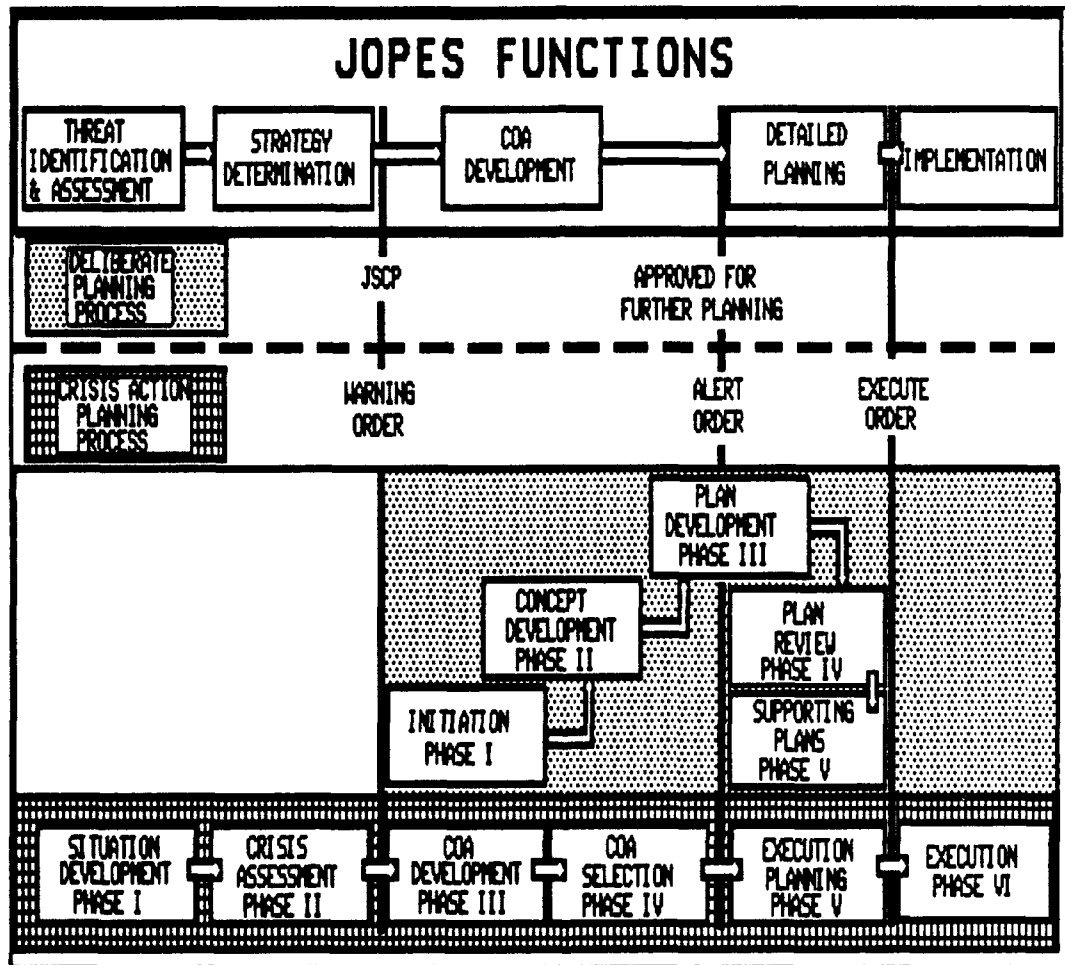 JOPES FUNCTIONS
THREAT
IDENTIFICATION
& ASSESSMENT
STRATEGY
DETERMINATION
COA
DEVELOPMENT
DETAILED
PLANNING
IMPLEMENTATION
DELIBERATE
PLANNING
PROCESS
JSCP
APPROVED FOR
FURTHER PLANNING
CRISIS ACTION
PLANNING
PROCESS
WARNING
ORDER
ALERT
ORDER
EXECUTE
ORDER
PLAN
DEVELOPMENT
PHASE III
CONCEPT
DEVELOPMENT
PHASE II
PLAN
REVIEW
PHASE IV
INITIATION
PHASE I
SUPPORTING
PLANS
PHASE V
SITUATION
DEVELOPMENT
PHASE I
CRISIS
ASSESSMENT
PHASE II
COA
DEVELOPMENT
PHASE III
COA
SELECTION
PHASE IV
EXECUTION
PLANNING
PHASE V
EXECUTION
PHASE VI